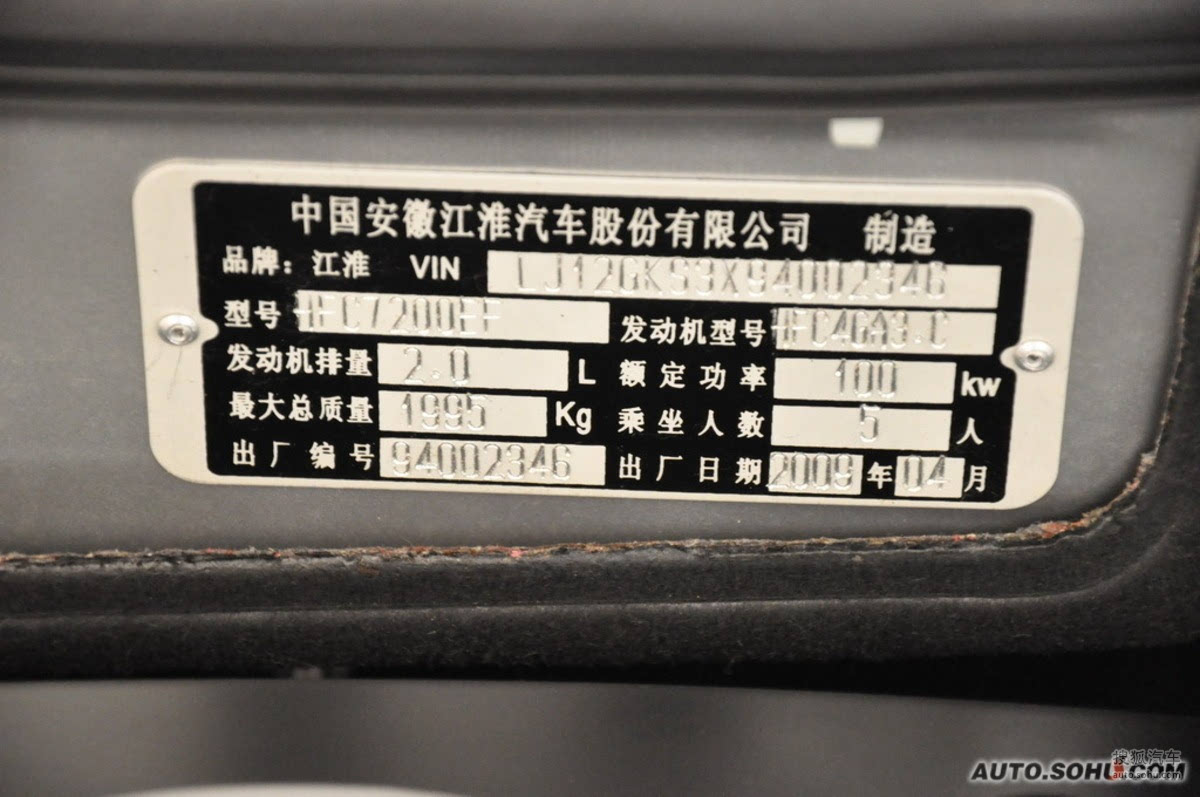 中国安徽江淮汽车股份有限公司 制造
品牌：江淮 VIN LJ12GKS3X94002346
型号 HFC7200EF 发动机型号 HFC4GA3.C
发动机排量 2.0 L 额定功率 100 kw
最大总质量 1995 Kg 乘坐人数 5 人
出厂编号 94002346 出厂日期 2009 年 04 月
搜狐汽车
auto.sohu.com
AUTO.SOHU.COM